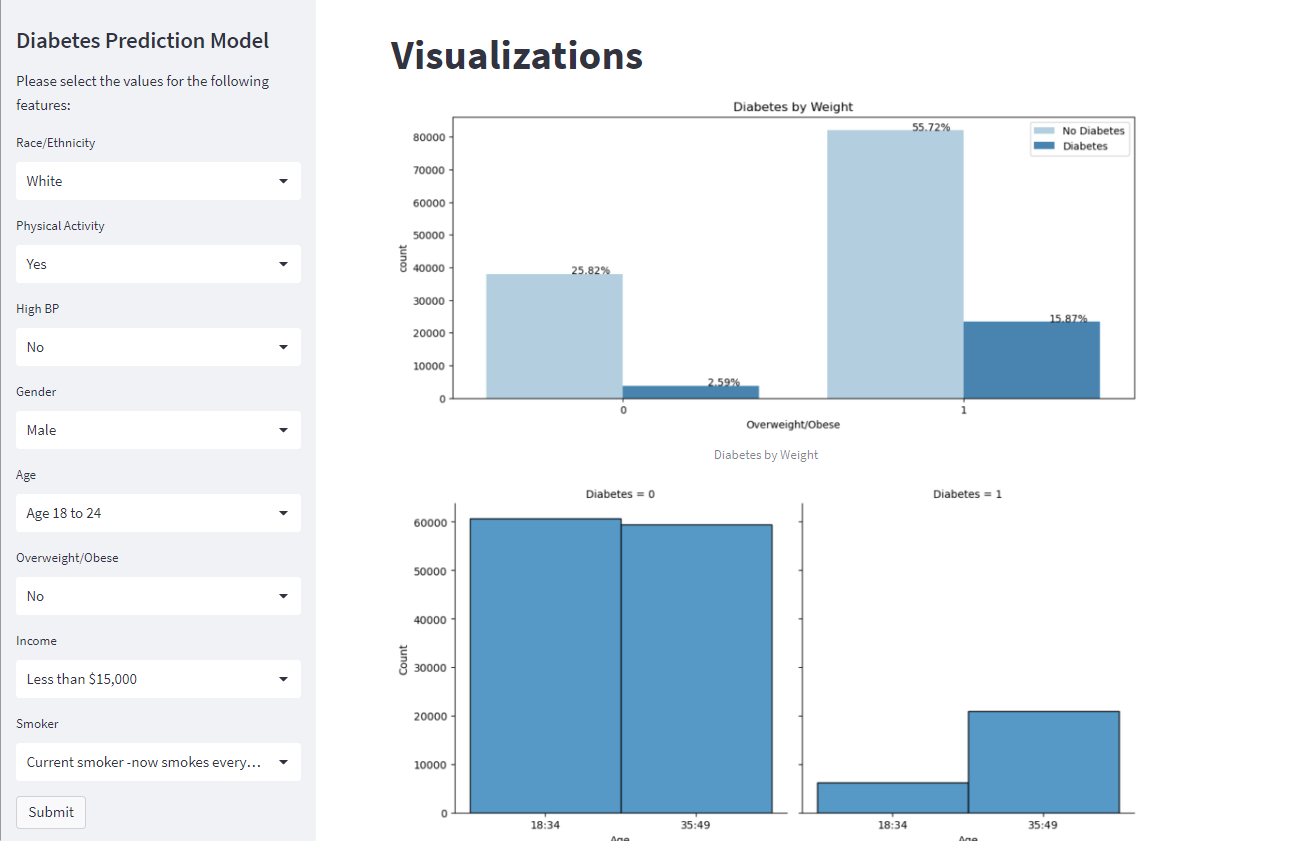 Diabetes Prediction Model
Please select the values for the following
features:
Race/Ethnicity
White
Physical Activity
Yes
High BP
No
Gender
Male
Age
Age 18 to 24
Overweight/Obese
No
Income
Less than $15,000
Smoker
Current smoker -now smokes every…
Submit
Visualizations
Diabetes by Weight
No Diabetes
Diabetes
count
80000
70000
60000
50000
40000
30000
20000
10000
0
25.82%
2.59%
55.72%
15.87%
0
1
Overweight/Obese
Diabetes by Weight
Diabetes = 0
Diabetes = 1
Count
60000
50000
40000
30000
20000
10000
0
18:34
35:49
18:34
35:49
Age
Age